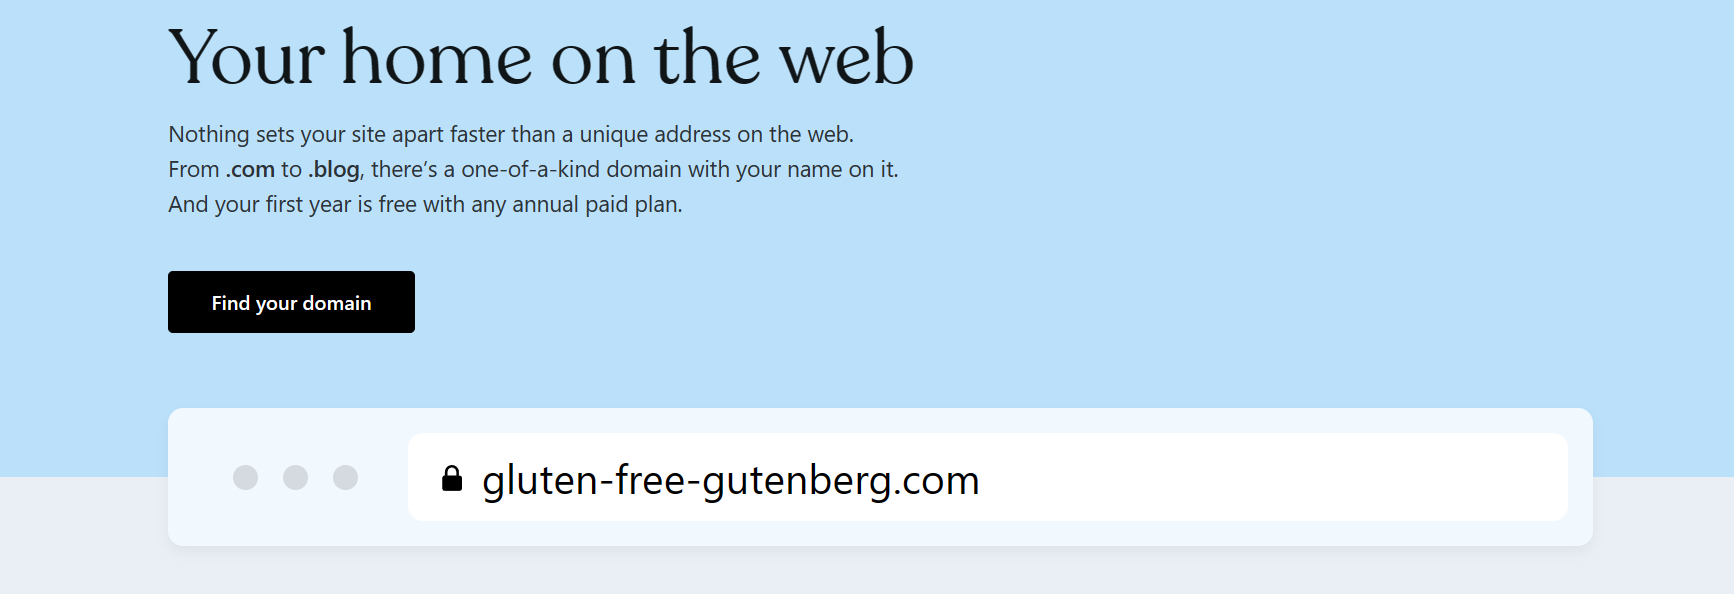 Your home on the web
Nothing sets your site apart faster than a unique address on the web.
From .com to .blog, there’s a one-of-a-kind domain with your name on it.
And your first year is free with any annual paid plan.
Find your domain
gluten-free-gutenberg.com